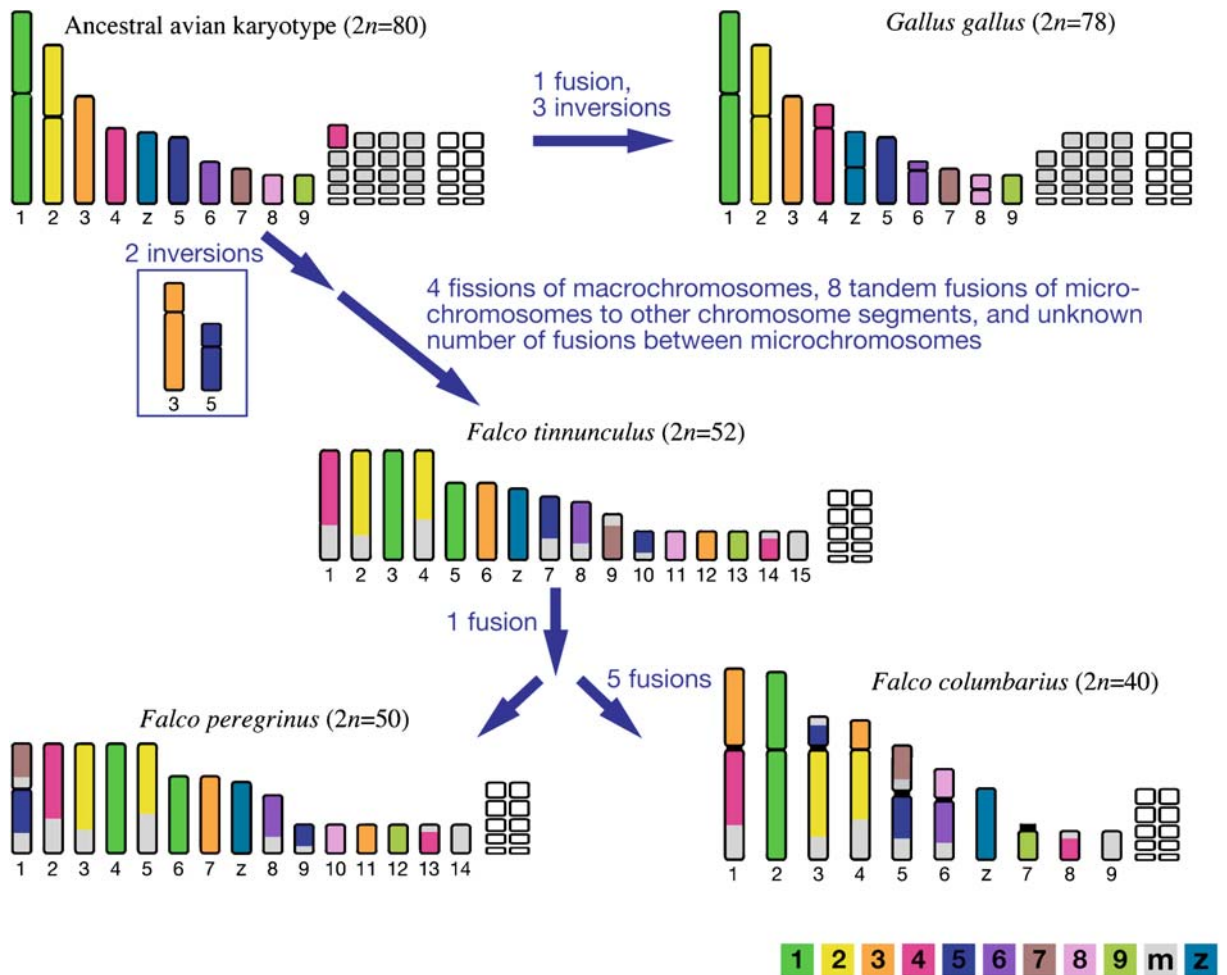 Ancestral avian karyotype (2n=80)
Gallus gallus (2n=78)
1 fusion,
3 inversions
1 2 3 4 z 5 6 7 8 9
1 2 3 4 z 5 6 7 8 9
2 inversions
3 5
4 fissions of macrochromosomes, 8 tandem fusions of micro-
chromosomes to other chromosome segments, and unknown
number of fusions between microchromosomes
Falco tinnunculus (2n=52)
1 2 3 4 5 6 z 7 8 9 10 11 12 13 14 15
1 fusion
5 fusions
Falco peregrinus (2n=50)
Falco columbarius (2n=40)
1 2 3 4 5 6 7 z 8 9 10 11 12 13 14
1 2 3 4 5 6 z 7 8 9
1 2 3 4 5 6 7 8 9 m z